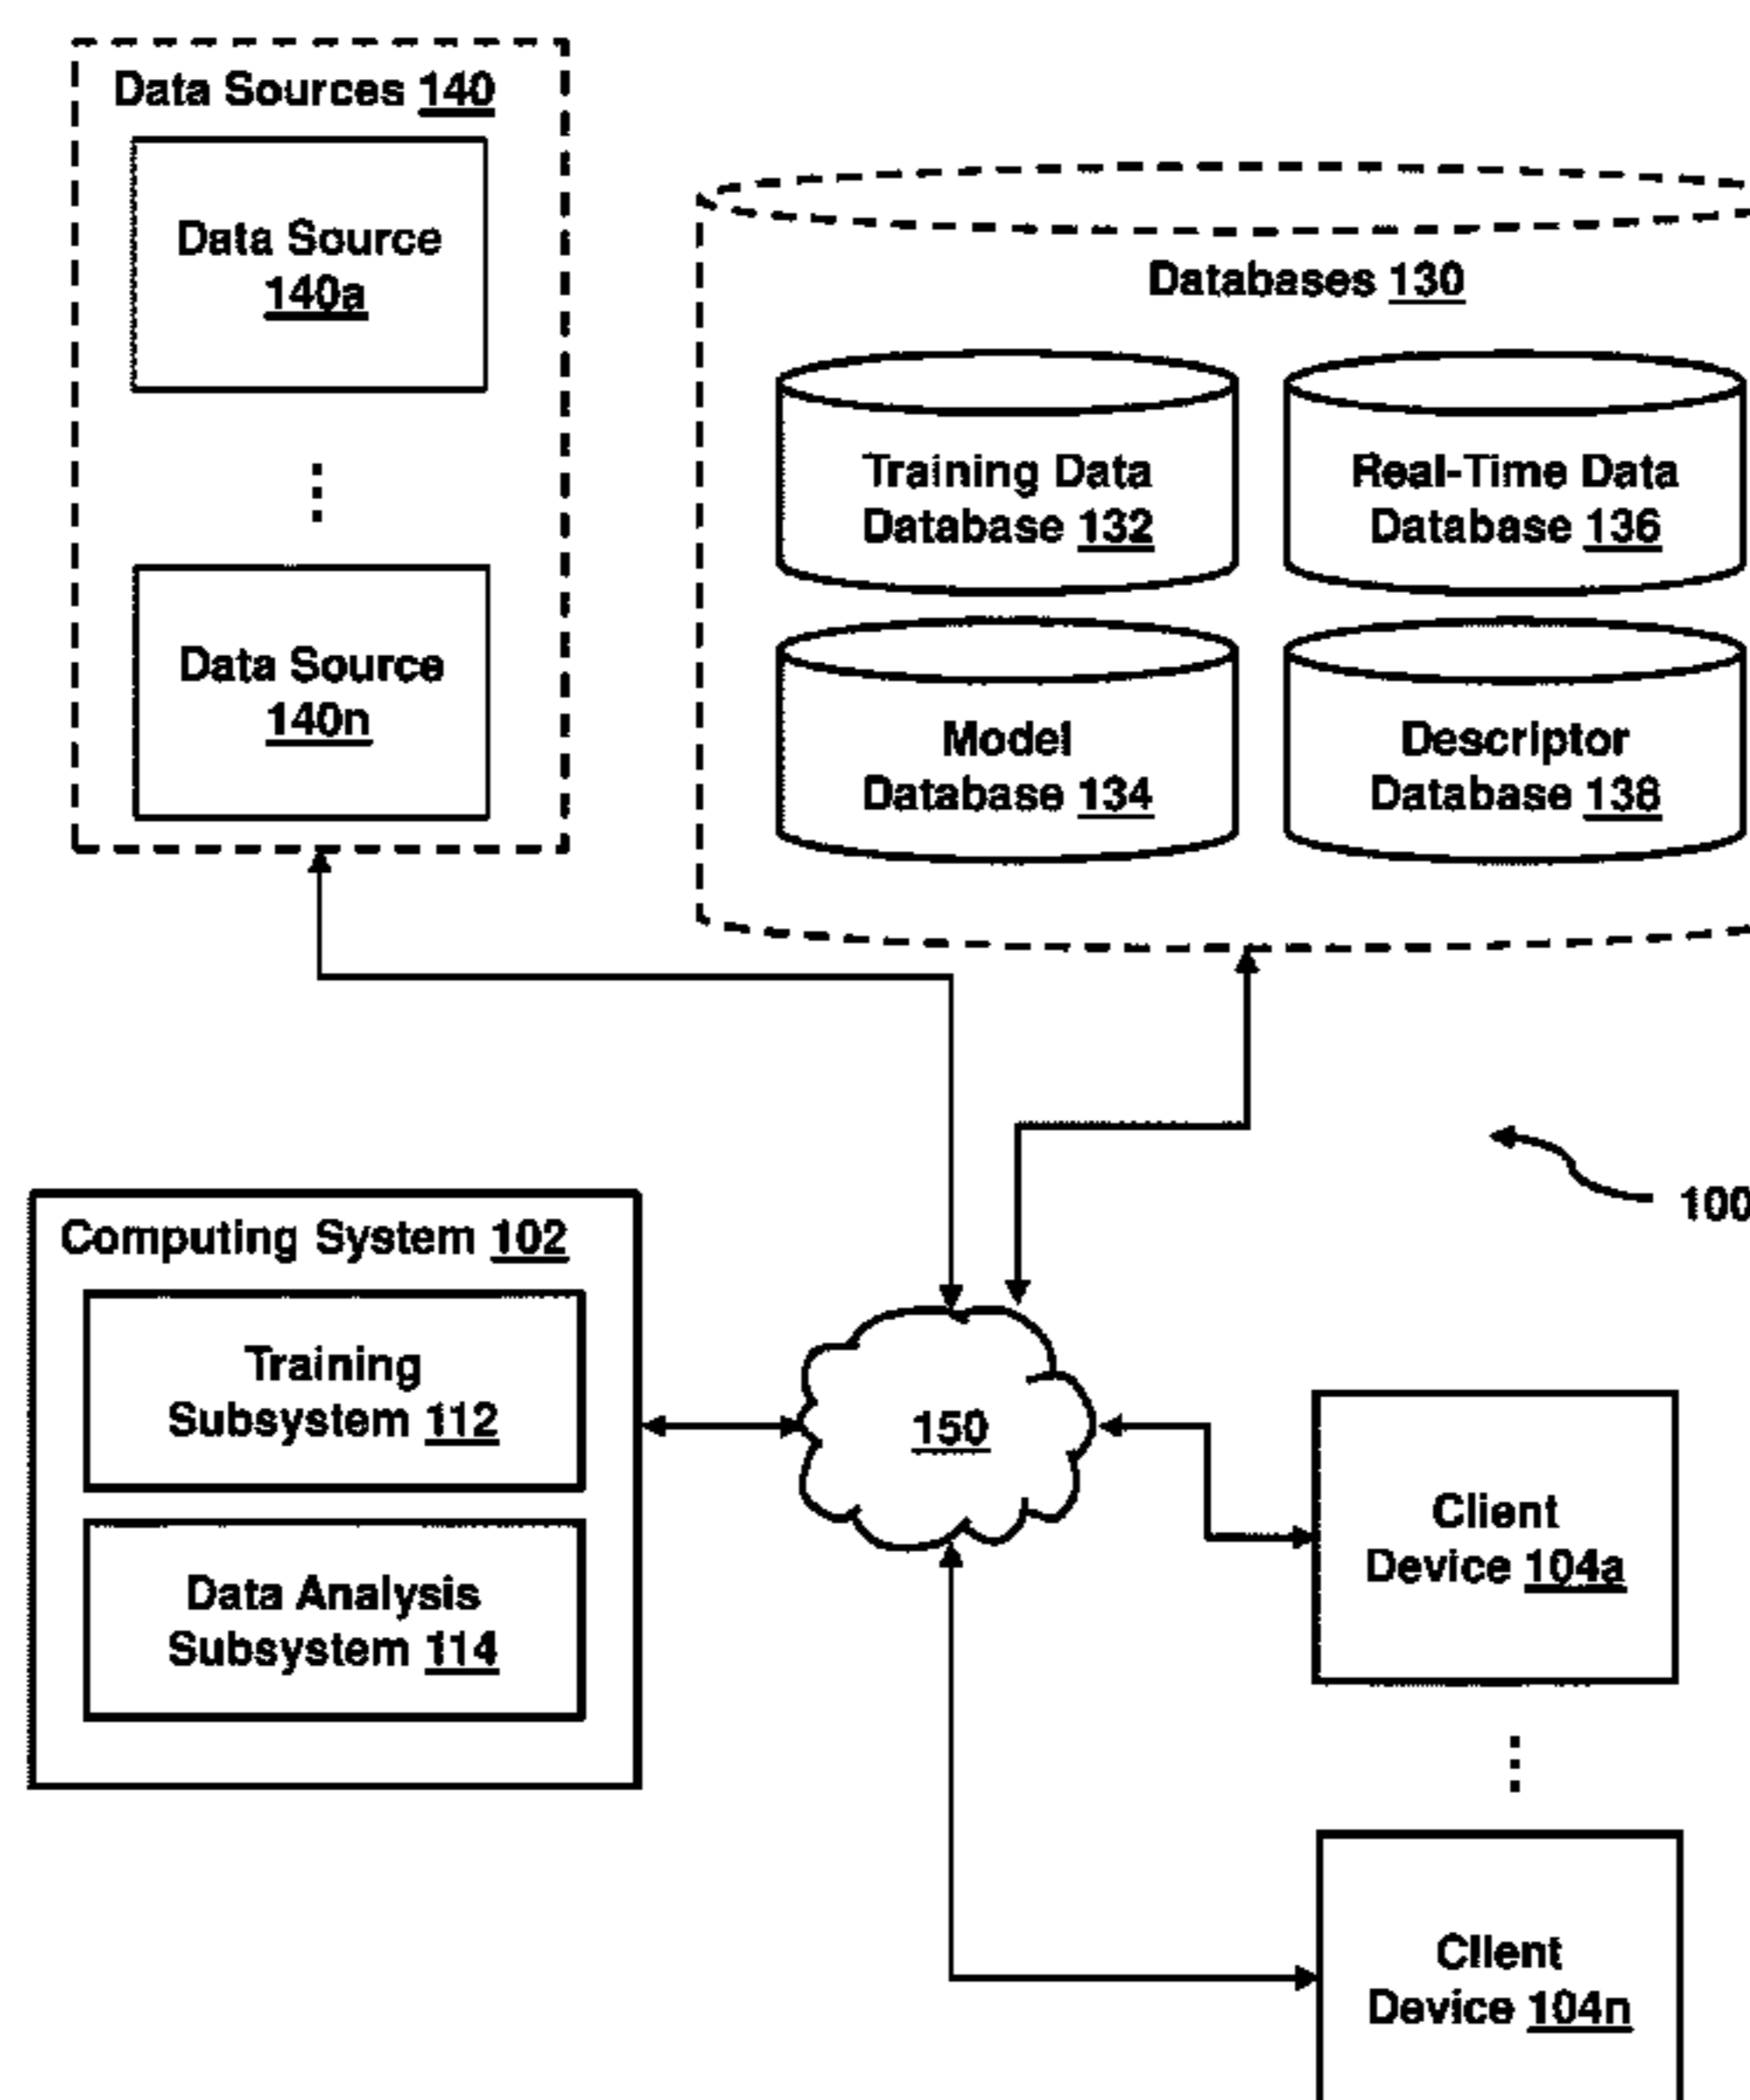 Data Sources 140
Data Source
140a
Data Source
140n
Databases 130
Training Data
Database 132
Real-Time Data
Database 136
Model
Database 134
Descriptor
Database 138
100
Computing System 102
Training
Subsystem 112
Data Analysis
Subsystem 114
150
Client
Device 104a
Client
Device 104n